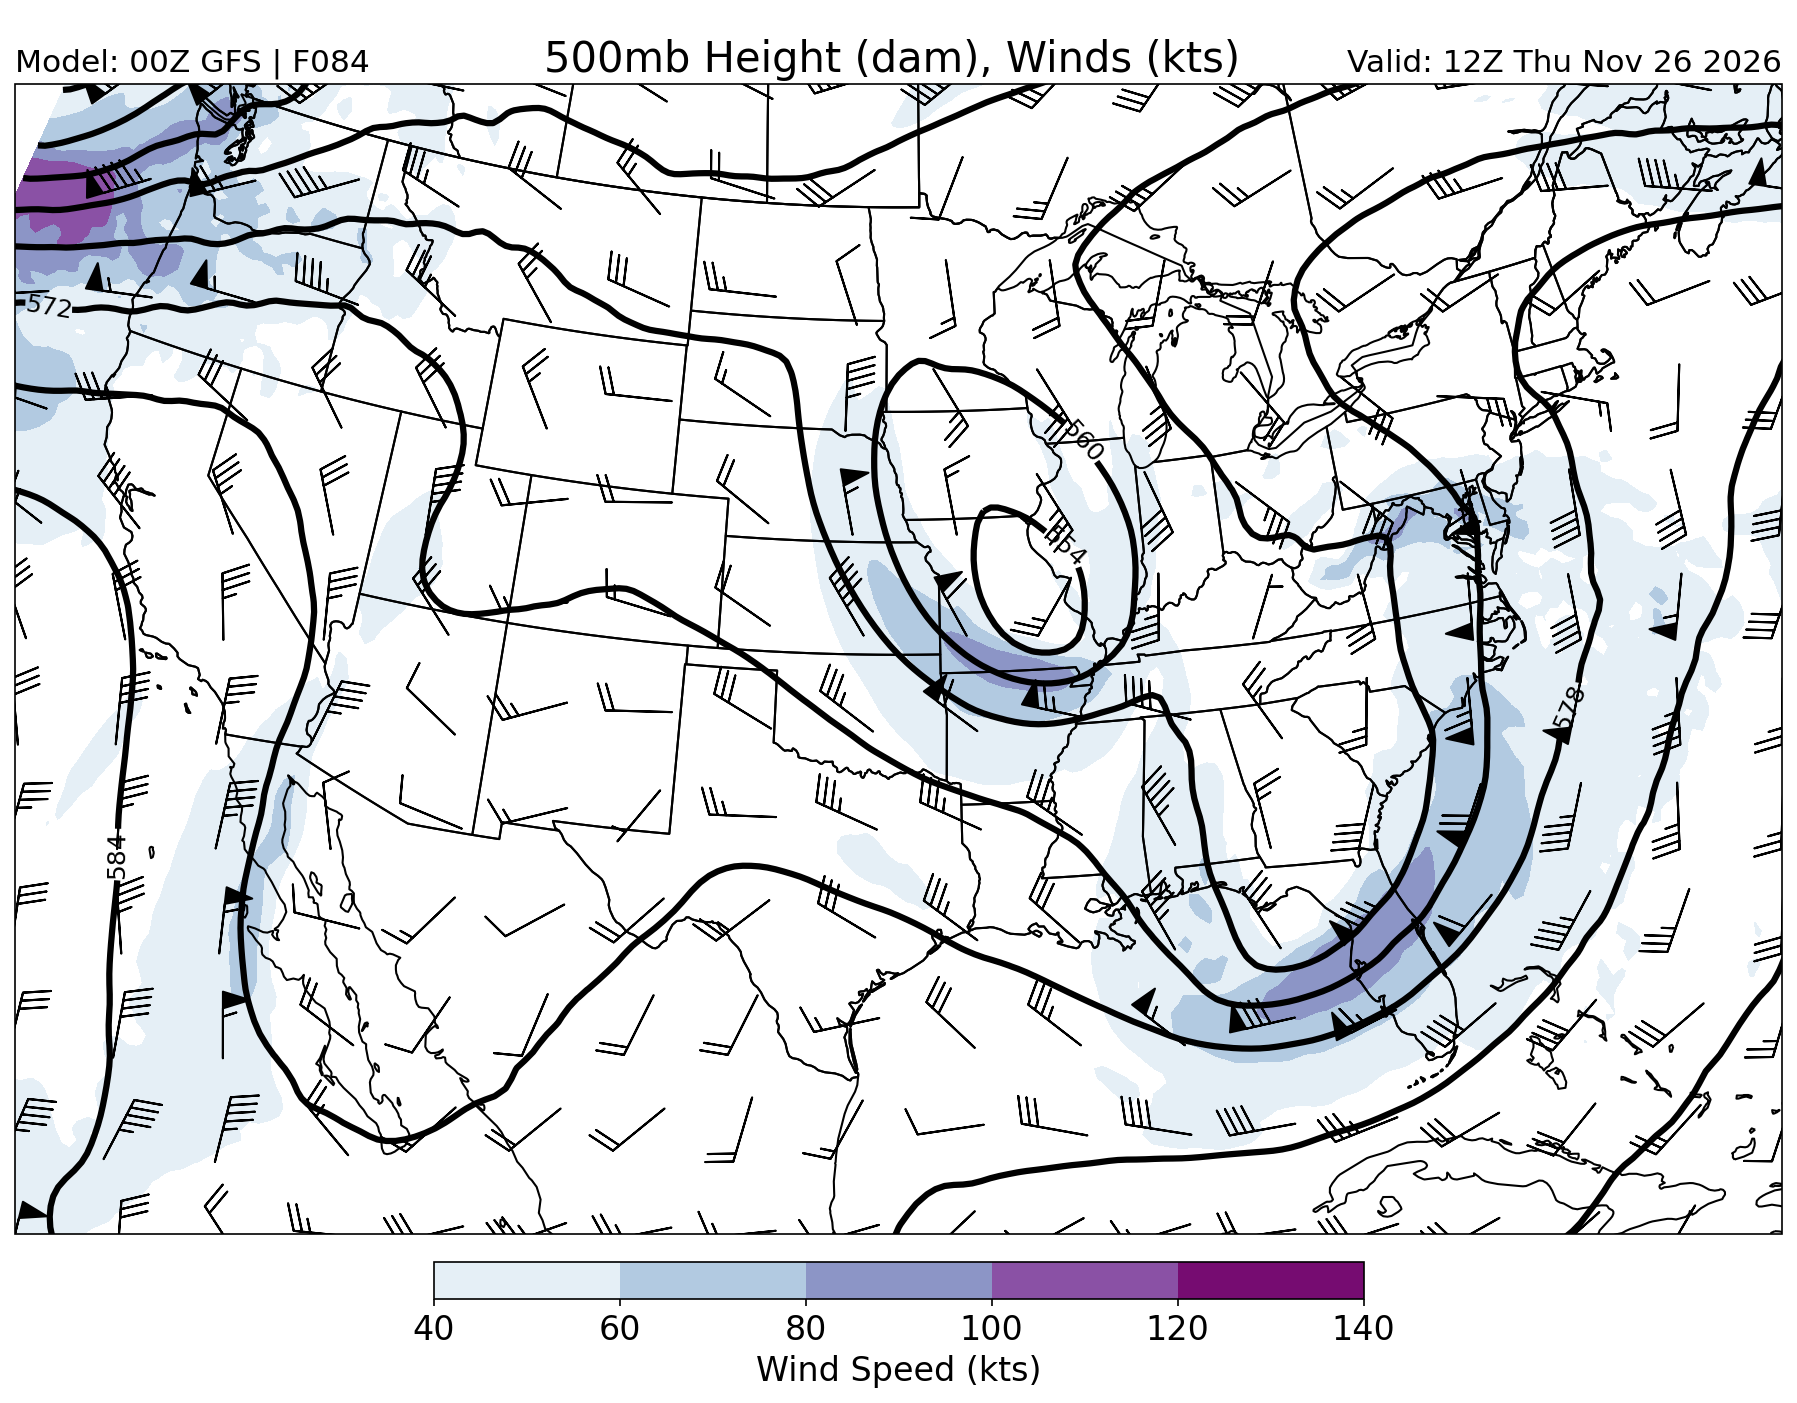 Model: 00Z GFS | F084
500mb Height (dam), Winds (kts)
Valid: 12Z Thu Nov 26 2026
572
560
554
578
584
40 60 80 100 120 140
Wind Speed (kts)